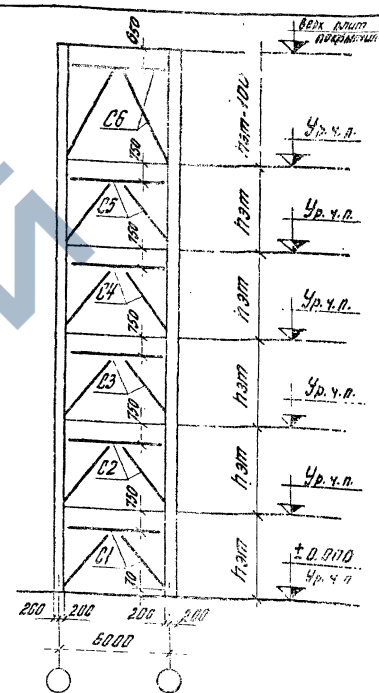 650
Верх плит
покрытия
С6
hэт-100
750
Ур.ч.п.
С5
hэт
750
Ур.ч.п.
С4
hэт
750
Ур.ч.п.
С3
hэт
750
Ур.ч.п.
С2
hэт
750
Ур.ч.п.
С1
hэт
70
±0.000
Ур.ч.п
200 200 200 200
6000